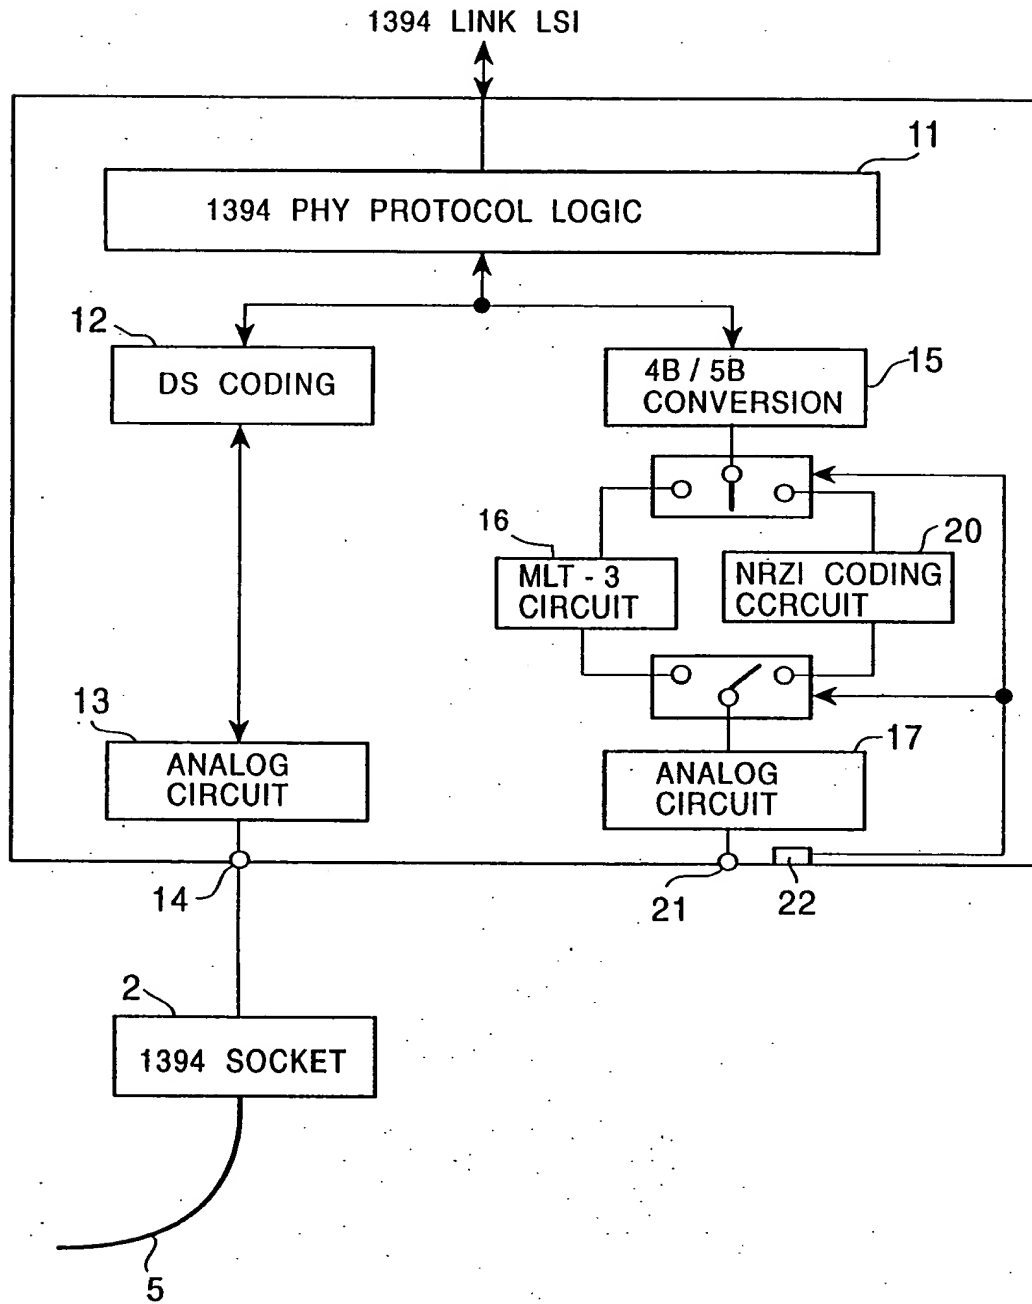 1394 LINK LSI
11
1394 PHY PROTOCOL LOGIC
12
DS CODING
4B / 5B
CONVERSION
15
16
MLT - 3
CIRCUIT
20
NRZI CODING
CCRCUIT
13
ANALOG
CIRCUIT
17
ANALOG
CIRCUIT
14
21
22
2
1394 SOCKET
5